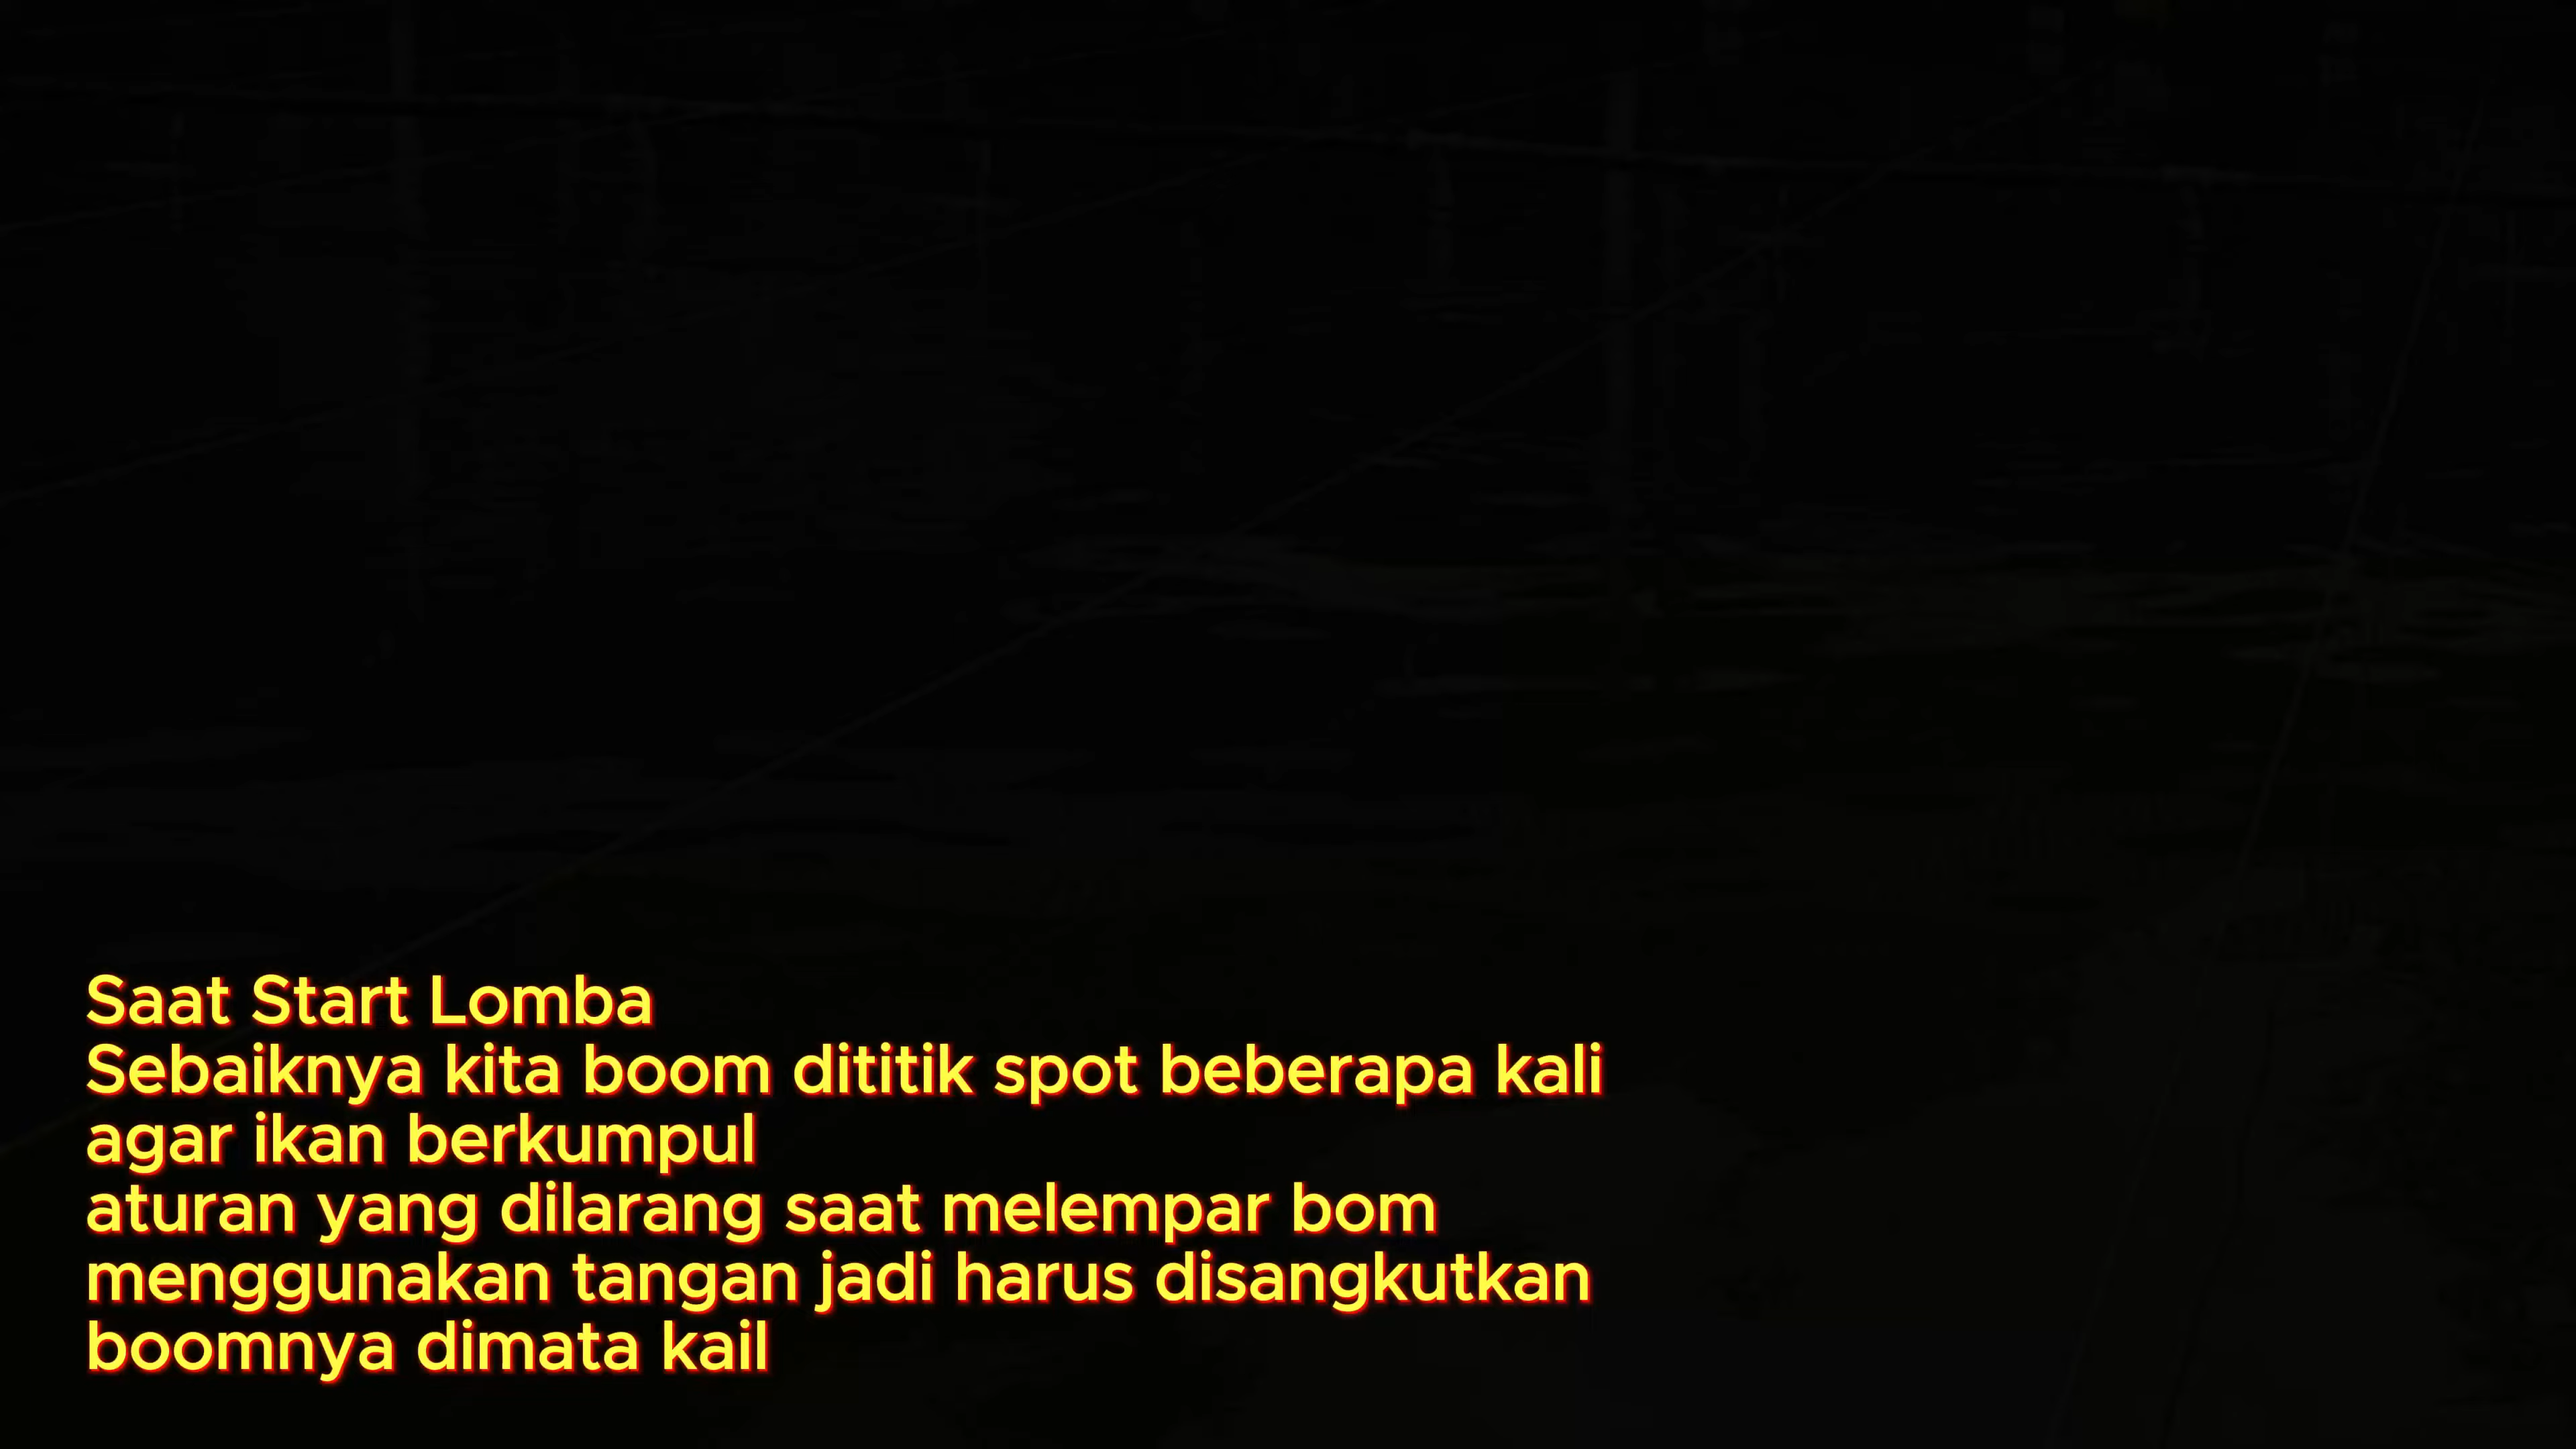 Saat Start Lomba
Sebaiknya kita boom dititik spot beberapa kali
agar ikan berkumpul
aturan yang dilarang saat melempar bom
menggunakan tangan jadi harus disangkutkan
boomnya dimata kail